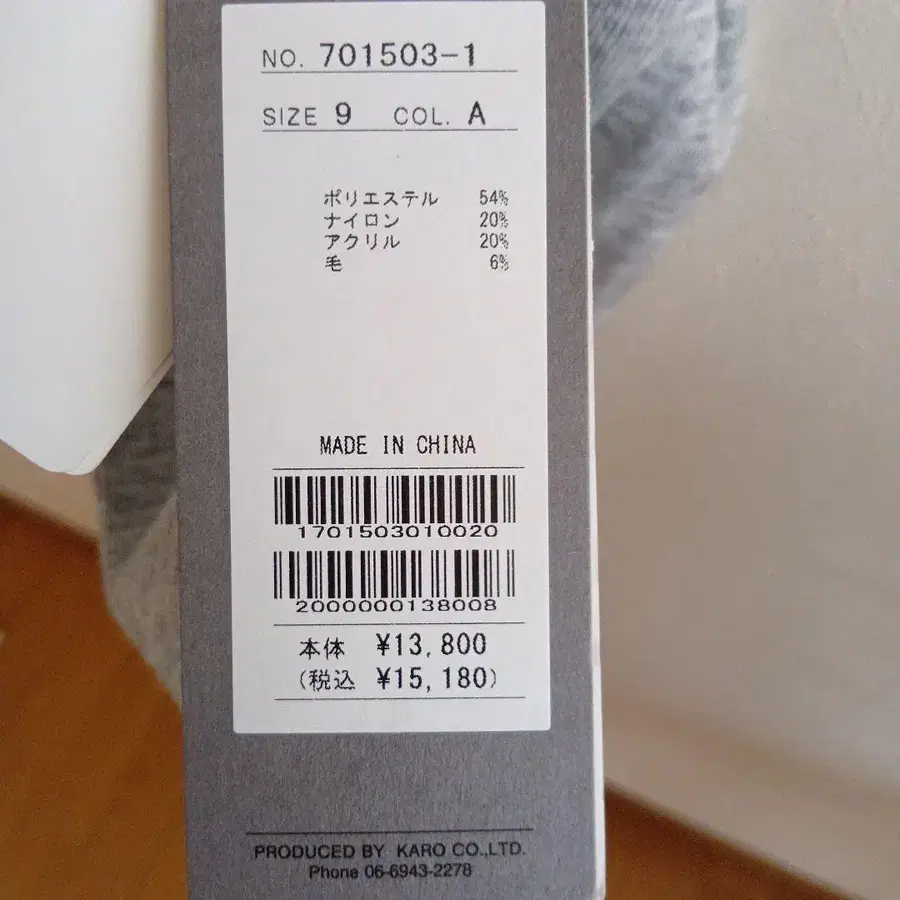 NO. 701503-1
SIZE 9 COL. A
ポリエステル 54%
ナイロン 20%
アクリル 20%
毛 6%
MADE IN CHINA
1701503010020
2000000138008
本体 ¥13,800
(税込 ¥15,180)
PRODUCED BY KARO CO.,LTD.
Phone 06-6943-2278